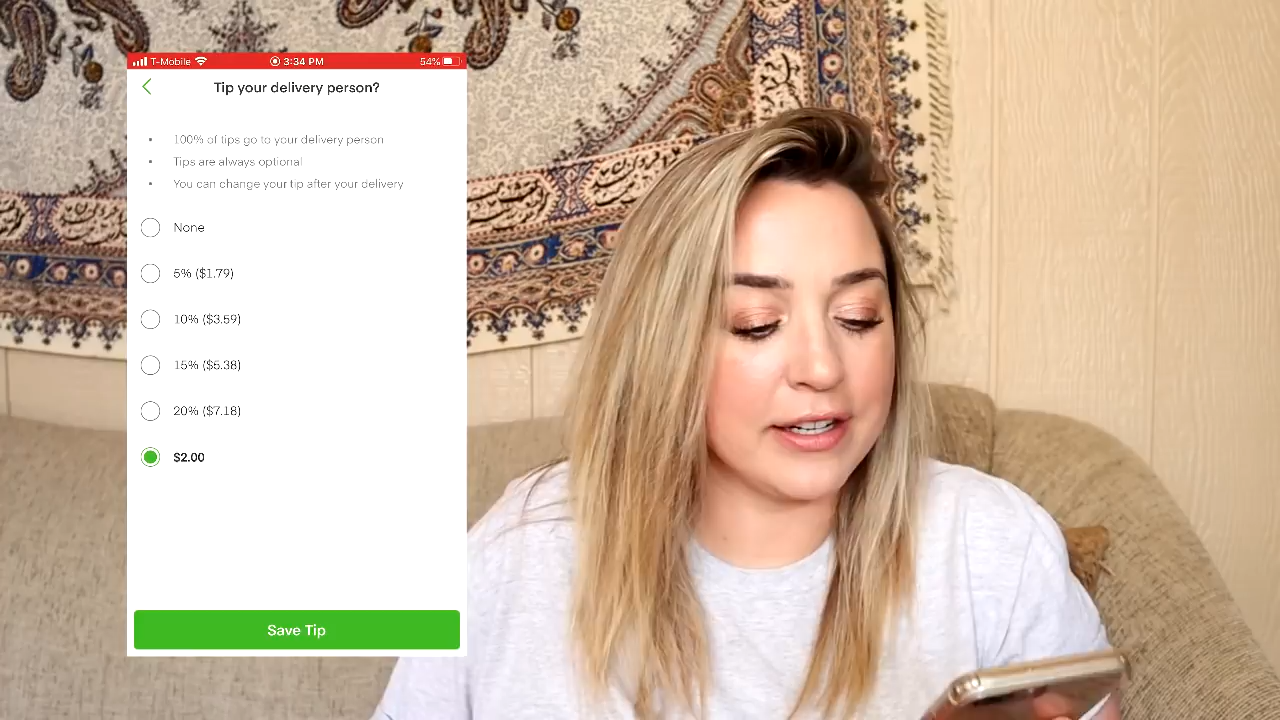 T-Mobile 3:34 PM 54%
Tip your delivery person?
• 100% of tips go to your delivery person
• Tips are always optional
• You can change your tip after your delivery
None
5% ($1.79)
10% ($3.59)
15% ($5.38)
20% ($7.18)
$2.00
Save Tip